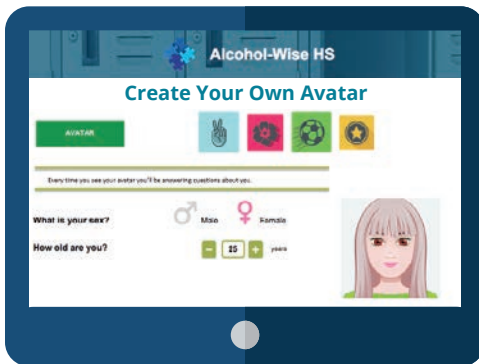 Alcohol-Wise HS
Create Your Own Avatar
AVATAR
Every time you see your avatar you'll be answering questions about you.
What is your sex? Male Female
How old are you? - 25 + years